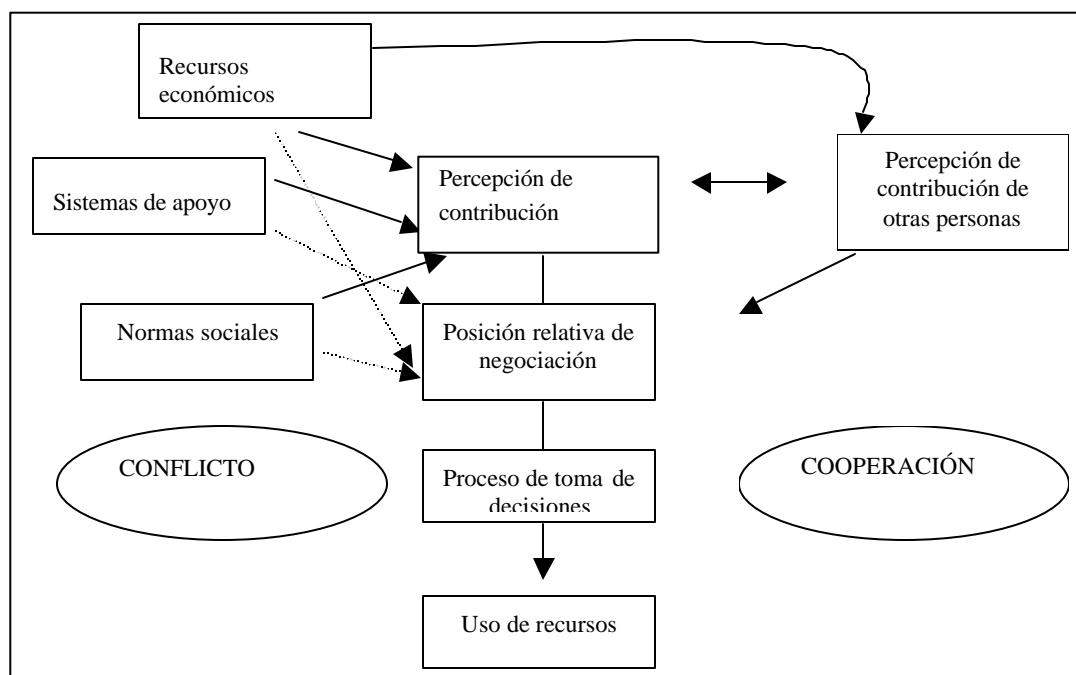 Recursos
económicos
Sistemas de apoyo
Normas sociales
Percepción de
contribución
Percepción de
contribución de
otras personas
Posición relativa de
negociación
CONFLICTO
Proceso de toma de
decisiones
COOPERACIÓN
Uso de recursos